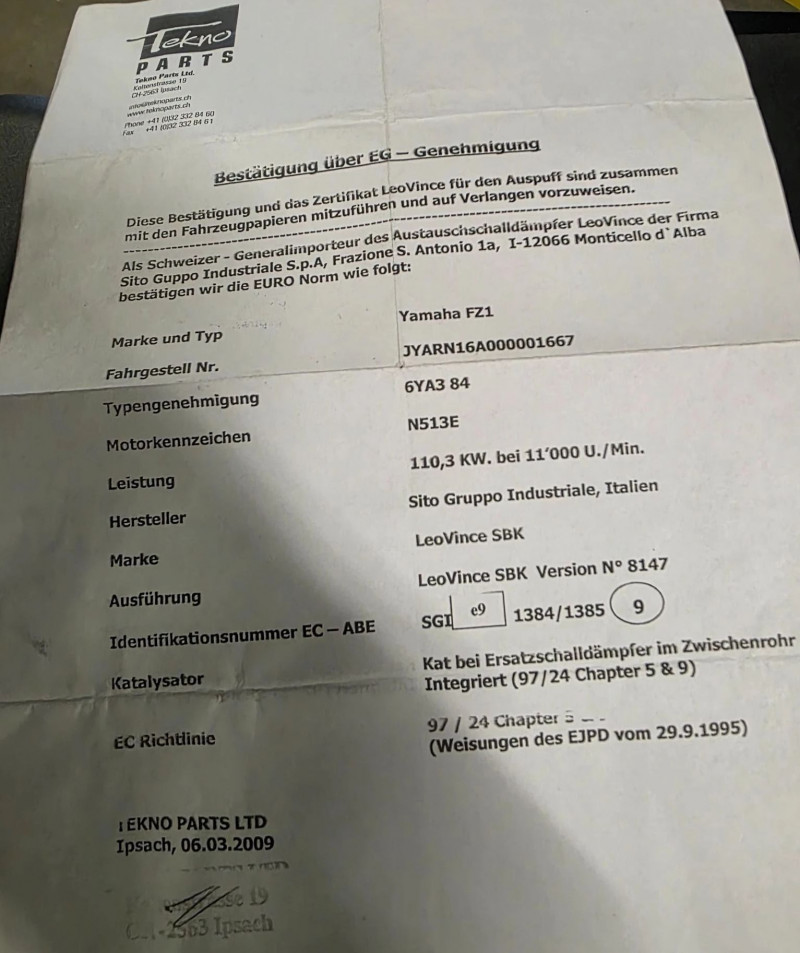 Tekno
PARTS
Tekno Parts Ltd.
Keltenstrasse 19
CH-2563 Ipsach
info@teknoparts.ch
www.teknoparts.ch
Phone +41 (0)32 332 84 60
Fax +41 (0)32 332 84 61
Bestätigung über EG – Genehmigung
Diese Bestätigung und das Zertifikat LeoVince für den Auspuff sind zusammen
mit den Fahrzeugpapieren mitzuführen und auf Verlangen vorzuweisen.
Als Schweizer - Generalimporteur des Austauschschalldämpfer LeoVince der Firma
Sito Guppo Industriale S.p.A, Frazione S. Antonio 1a, I-12066 Monticello d`Alba
bestätigen wir die EURO Norm wie folgt:
Marke und Typ Yamaha FZ1
Fahrgestell Nr. JYARN16A000001667
Typengenehmigung 6YA3 84
Motorkennzeichen N513E
Leistung 110,3 KW. bei 11'000 U./Min.
Hersteller Sito Gruppo Industriale, Italien
Marke LeoVince SBK
Ausführung LeoVince SBK Version N° 8147
Identifikationsnummer EC – ABE SGI e9 1384/1385 9
Katalysator Kat bei Ersatzschalldämpfer im Zwischenrohr
Integriert (97/24 Chapter 5 & 9)
EC Richtlinie 97 / 24 Chapter
(Weisungen des EJPD vom 29.9.1995)
TEKNO PARTS LTD
Ipsach, 06.03.2009
19
2563 Ipsach